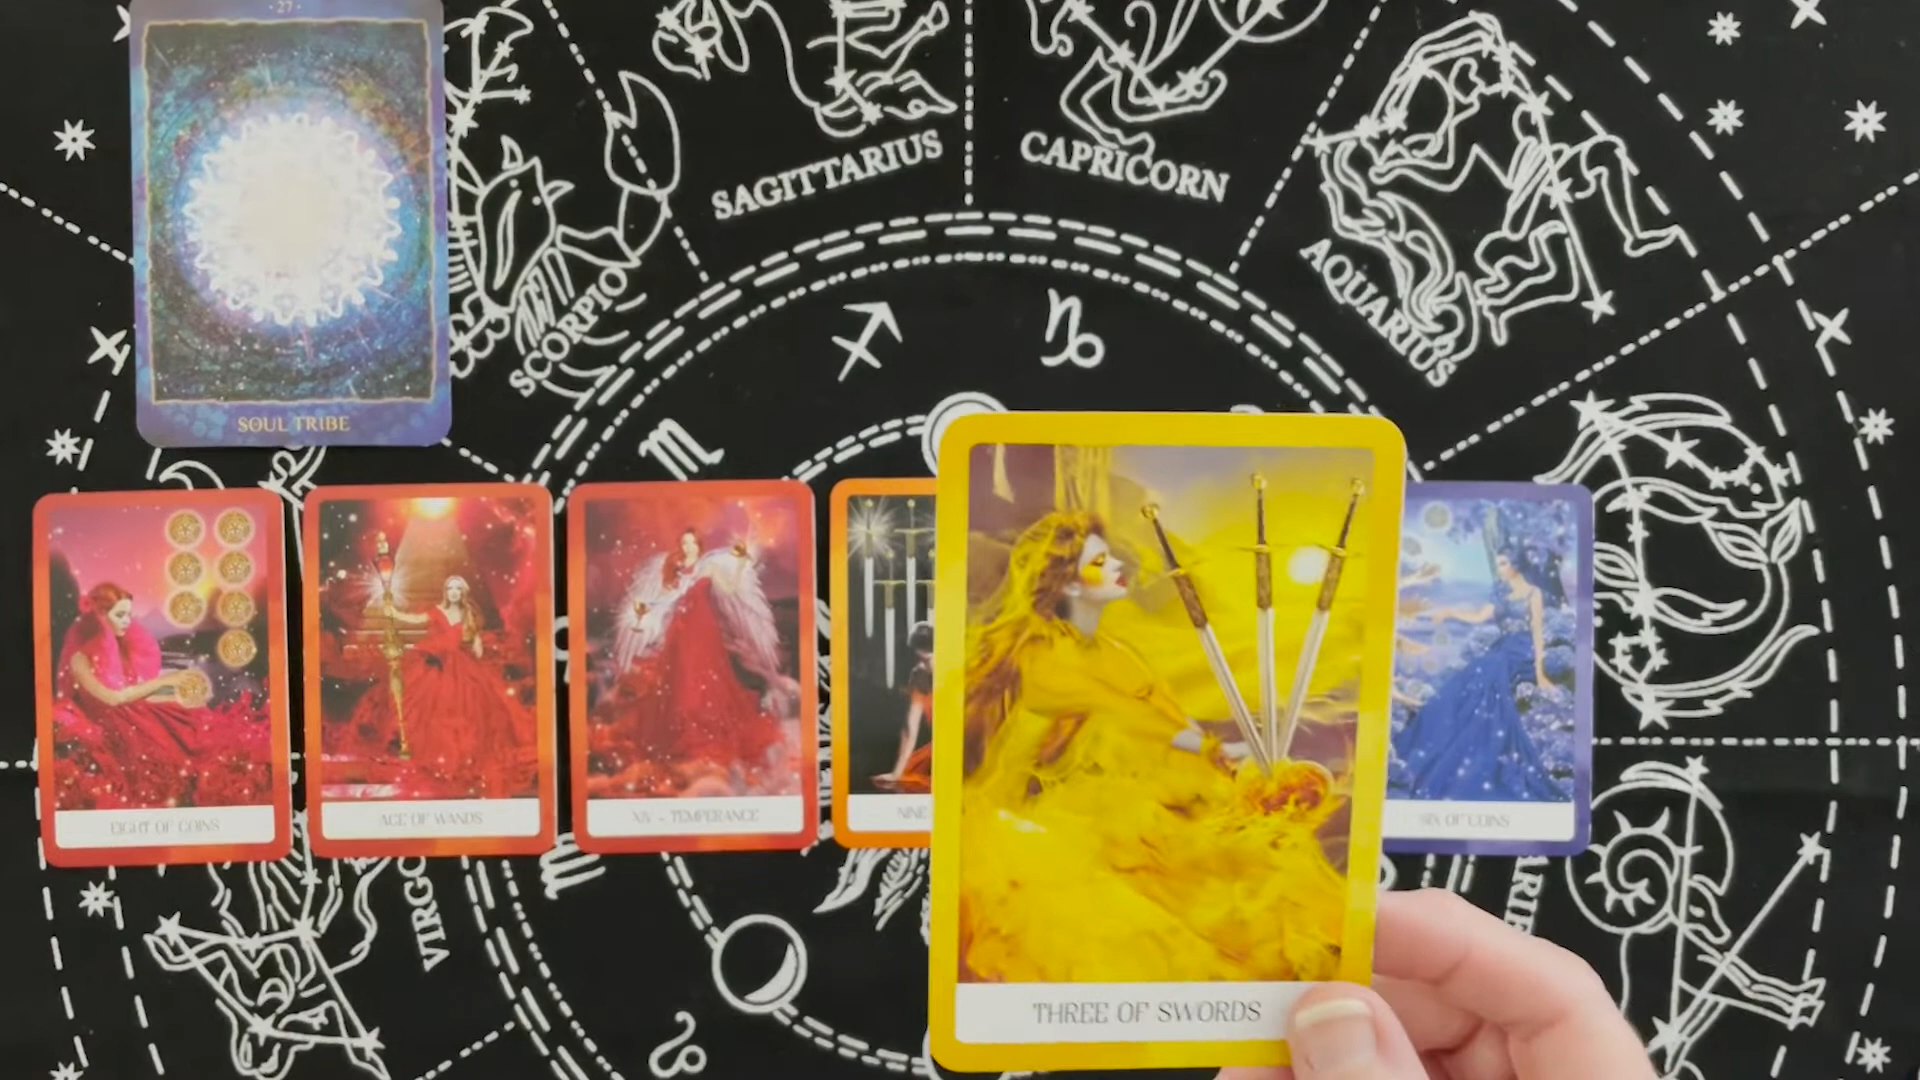 · 27 ·
SOUL TRIBE
SAGITTARIUS
CAPRICORN
SCORPIO
AQUARIUS
EIGHT OF COINS
ACE OF WANDS
XIV - TEMPERANCE
NINE
THREE OF SWORDS
SIX OF COINS
VIRGO